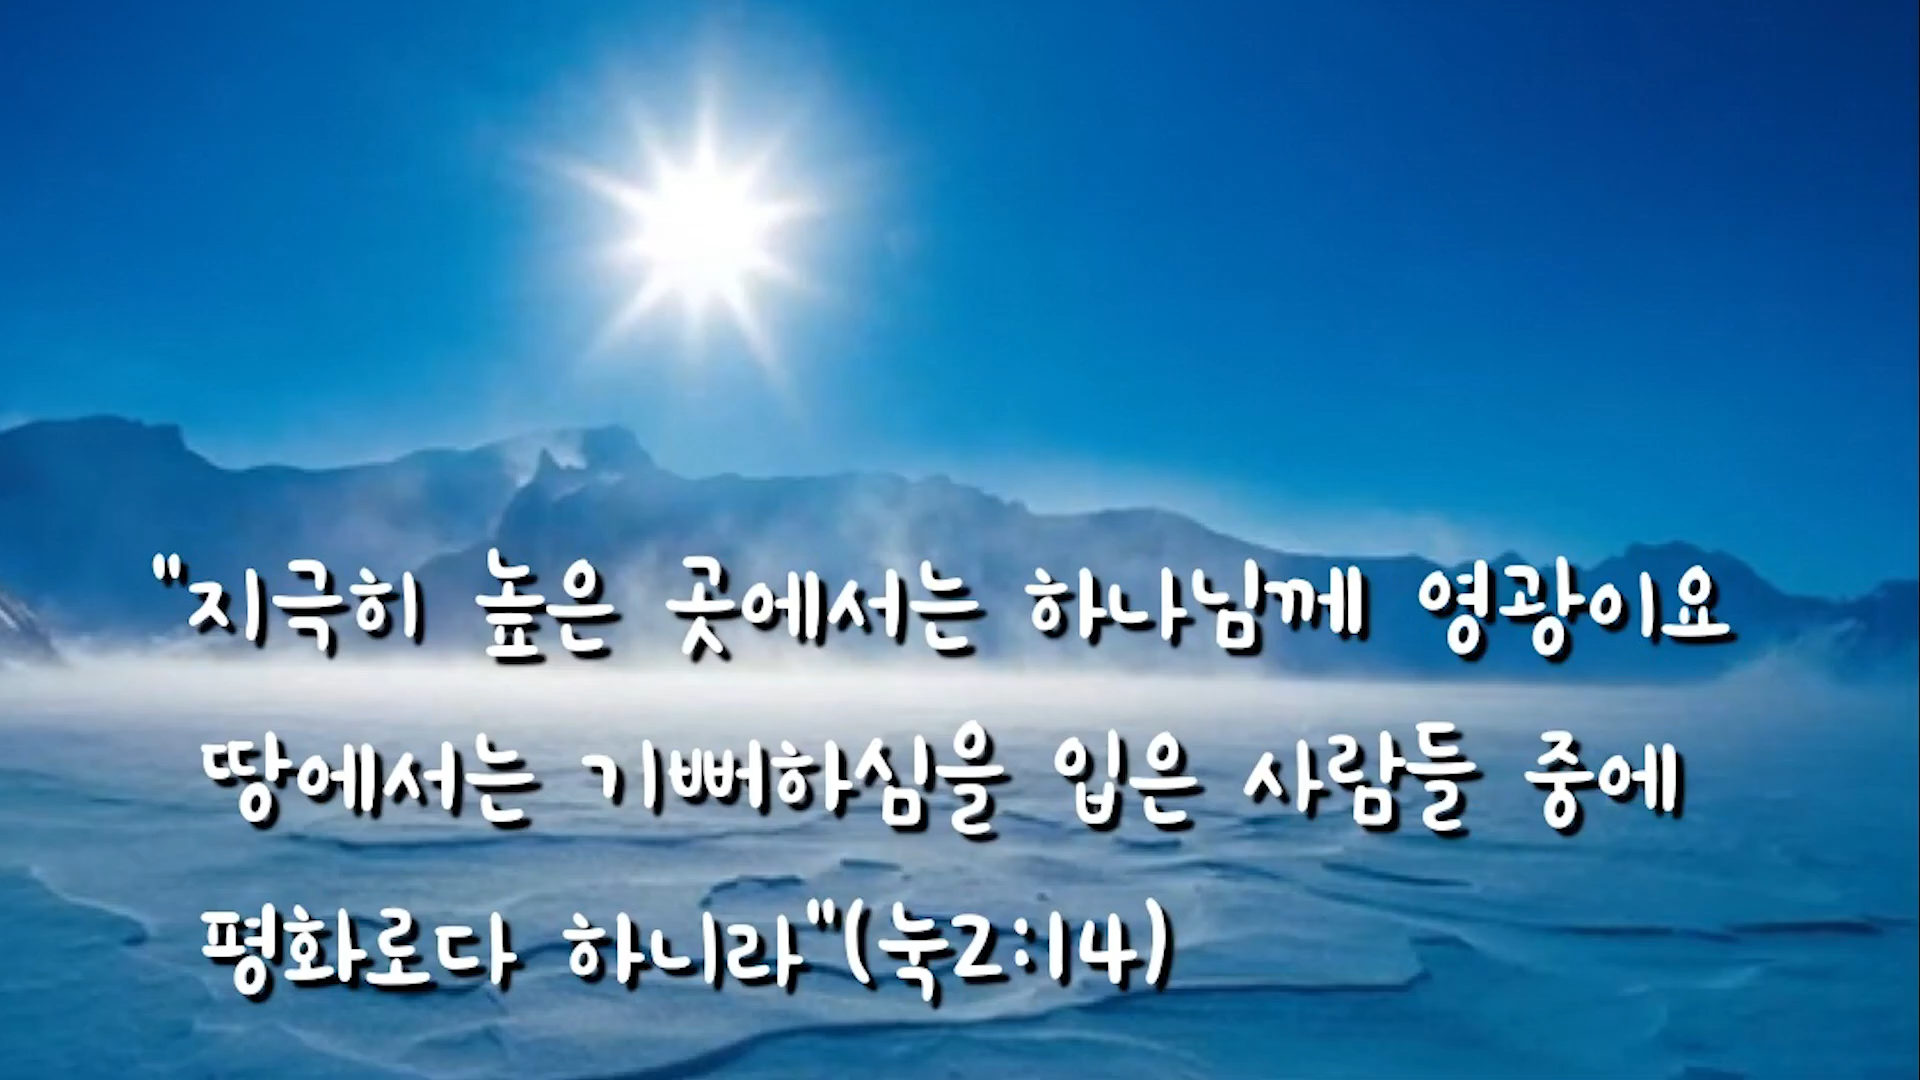 "지극히 높은 곳에서는 하나님께 영광이요
땅에서는 기뻐하심을 입은 사람들 중에
평화로다 하니라"(눅2:14)